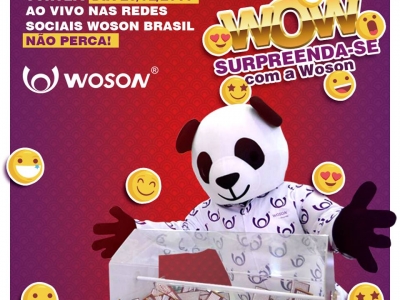 AO VIVO NAS REDES
SOCIAIS WOSON BRASIL
NÃO PERCA!
WOSON®
WOW
SURPREENDA-SE
com a Woson